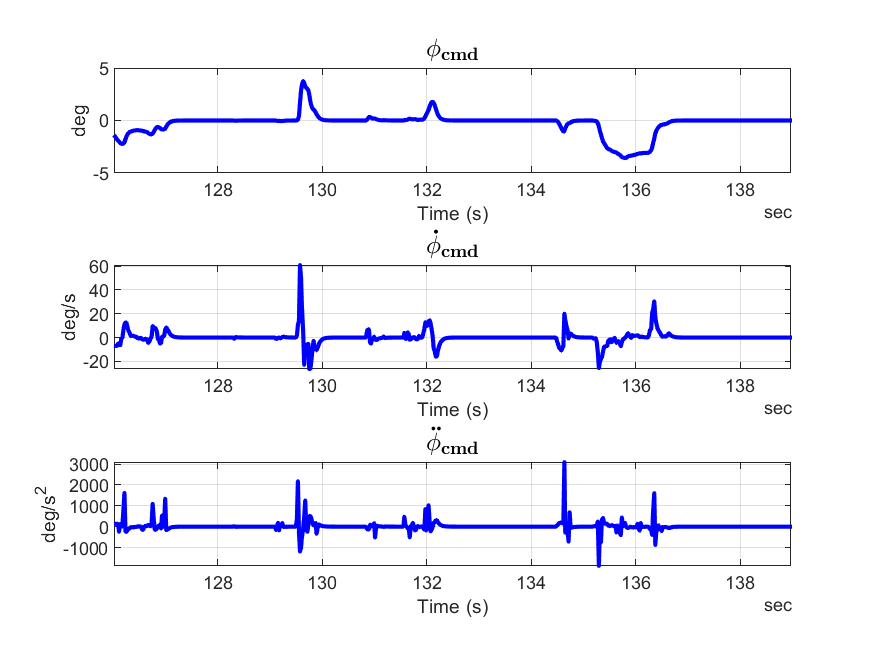 ϕcmd
5
0
-5
deg
128 130 132 134 136 138
Time (s)
sec
ϕ̇cmd
60
40
20
0
-20
deg/s
128 130 132 134 136 138
Time (s)
sec
ϕ̈cmd
3000
2000
1000
0
-1000
deg/s²
128 130 132 134 136 138
Time (s)
sec